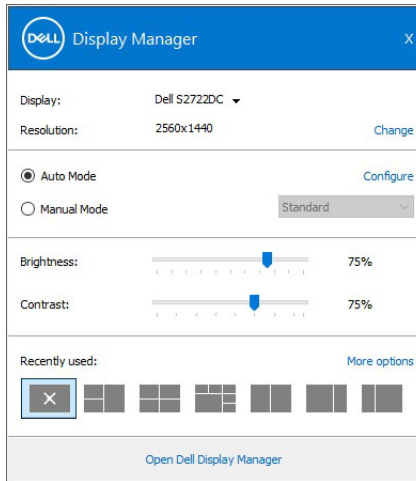 DELL Display Manager X
Display: Dell S2722DC
Resolution: 2560x1440 Change
Auto Mode Configure
Manual Mode Standard
Brightness: 75%
Contrast: 75%
Recently used: More options
Open Dell Display Manager